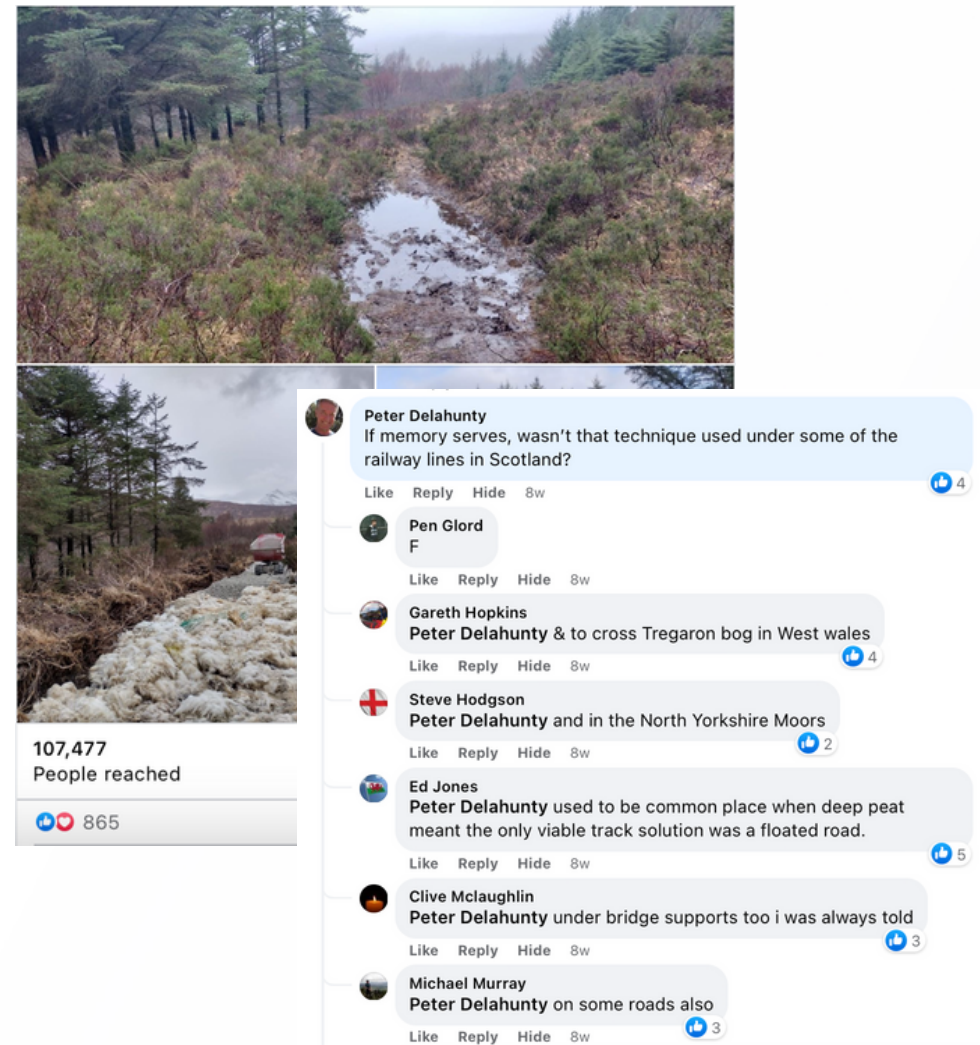 107,477
People reached
865
Peter Delahunty
If memory serves, wasn't that technique used under some of the
railway lines in Scotland?
4
Like Reply Hide 8w
Pen Glord
F
Like Reply Hide 8w
Gareth Hopkins
Peter Delahunty & to cross Tregaron bog in West wales
4
Like Reply Hide 8w
Steve Hodgson
Peter Delahunty and in the North Yorkshire Moors
2
Like Reply Hide 8w
Ed Jones
Peter Delahunty used to be common place when deep peat
meant the only viable track solution was a floated road.
5
Like Reply Hide 8w
Clive Mclaughlin
Peter Delahunty under bridge supports too i was always told
3
Like Reply Hide 8w
Michael Murray
Peter Delahunty on some roads also
3
Like Reply Hide 8w